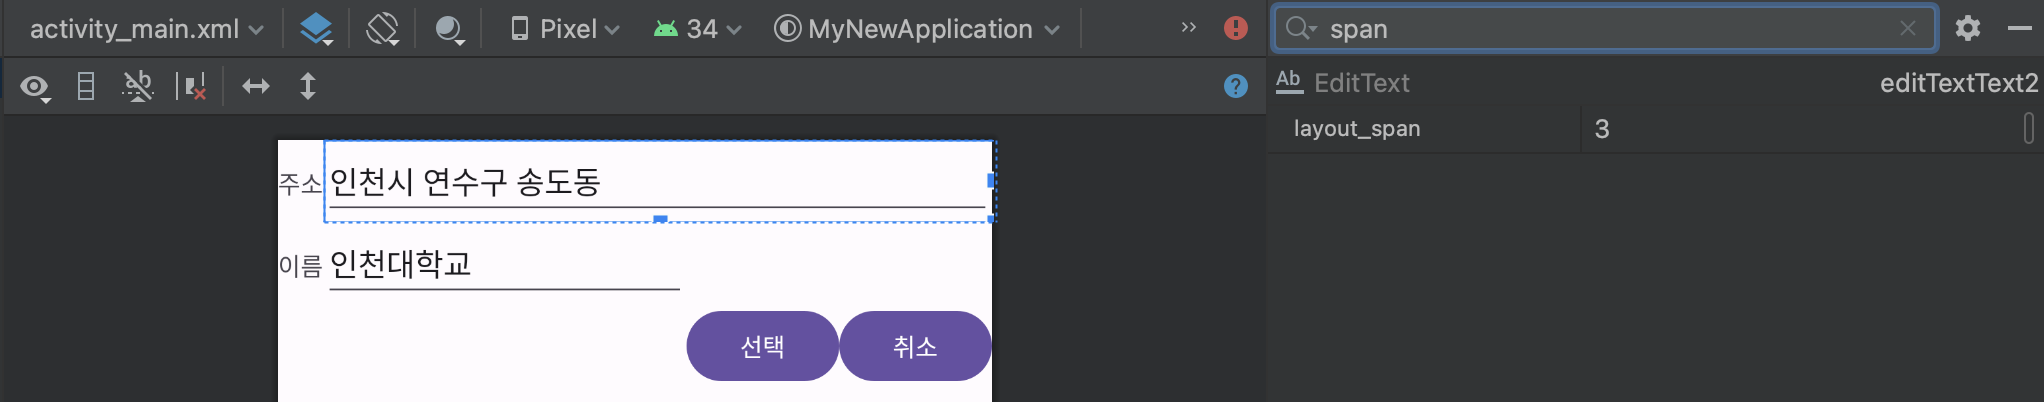 activity_main.xml Pixel 34 MyNewApplication span
Ab EditText editTextText2
layout_span 3
주소 인천시 연수구 송도동
이름 인천대학교
선택 취소